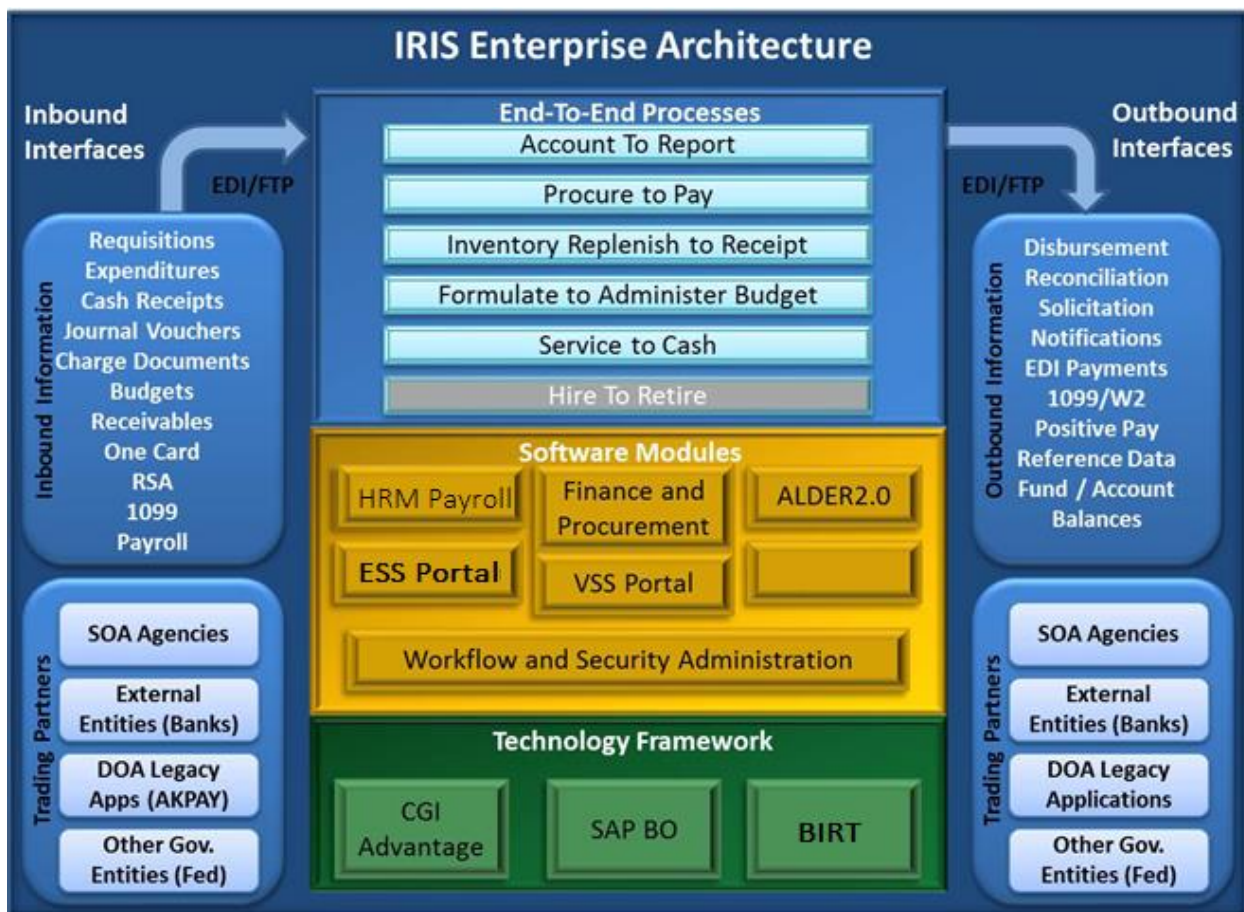 IRIS Enterprise Architecture
Inbound
Interfaces
EDI/FTP
Inbound Information
Requisitions
Expenditures
Cash Receipts
Journal Vouchers
Charge Documents
Budgets
Receivables
One Card
RSA
1099
Payroll
Trading Partners
SOA Agencies
External
Entities (Banks)
DOA Legacy
Apps (AKPAY)
Other Gov.
Entities (Fed)
End-To-End Processes
Account To Report
Procure to Pay
Inventory Replenish to Receipt
Formulate to Administer Budget
Service to Cash
Hire To Retire
Software Modules
HRM Payroll
Finance and
Procurement
ALDER2.0
ESS Portal
VSS Portal
Workflow and Security Administration
Technology Framework
CGI
Advantage
SAP BO
BIRT
Outbound
Interfaces
EDI/FTP
Outbound Information
Disbursement
Reconciliation
Solicitation
Notifications
EDI Payments
1099/W2
Positive Pay
Reference Data
Fund / Account
Balances
Trading Partners
SOA Agencies
External
Entities (Banks)
DOA Legacy
Applications
Other Gov.
Entities (Fed)